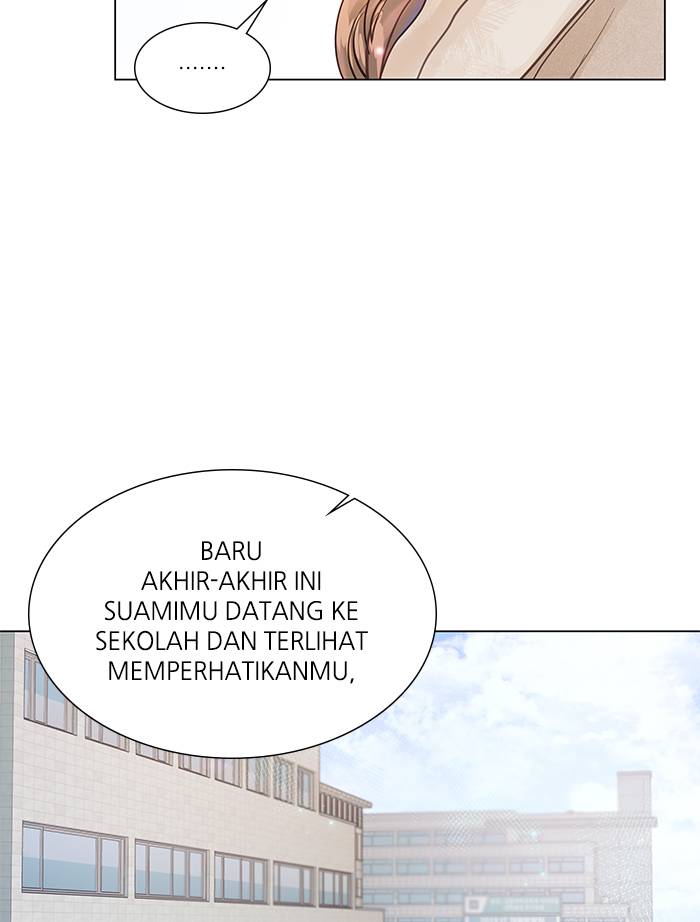 .......
BARU
AKHIR-AKHIR INI
SUAMIMU DATANG KE
SEKOLAH DAN TERLIHAT
MEMPERHATIKANMU,